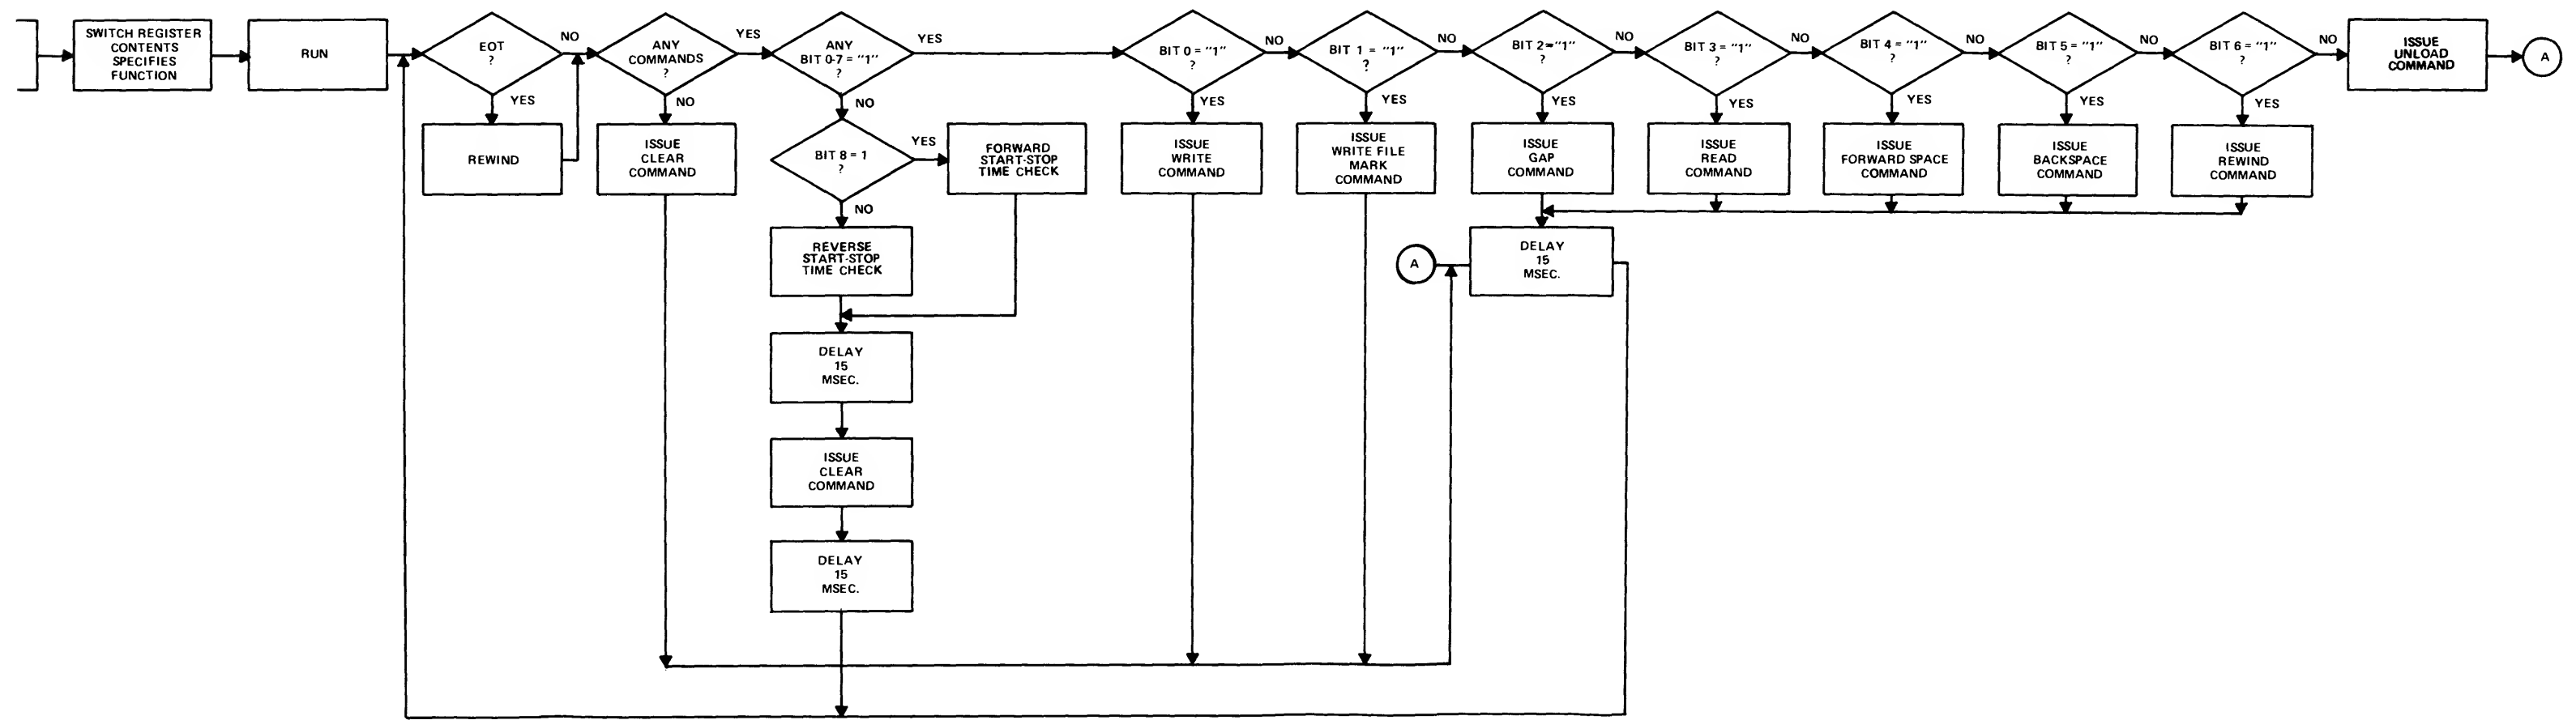 SWITCH REGISTER
CONTENTS
SPECIFIES
FUNCTION
RUN
EOT
?
NO
YES
REWIND
ANY
COMMANDS
?
YES
NO
ISSUE
CLEAR
COMMAND
ANY
BIT 0-7 = "1"
?
YES
NO
BIT 8 = 1
?
YES
NO
FORWARD
START-STOP
TIME CHECK
REVERSE
START-STOP
TIME CHECK
DELAY
15
MSEC.
ISSUE
CLEAR
COMMAND
DELAY
15
MSEC.
BIT 0 = "1"
?
NO
YES
ISSUE
WRITE
COMMAND
BIT 1 = "1"
?
NO
YES
ISSUE
WRITE FILE
MARK
COMMAND
BIT 2="1"
?
NO
YES
ISSUE
GAP
COMMAND
A
DELAY
15
MSEC.
BIT 3 = "1"
?
NO
YES
ISSUE
READ
COMMAND
BIT 4 = "1"
?
NO
YES
ISSUE
FORWARD SPACE
COMMAND
BIT 5 = "1"
?
NO
YES
ISSUE
BACKSPACE
COMMAND
BIT 6 = "1"
?
NO
YES
ISSUE
REWIND
COMMAND
ISSUE
UNLOAD
COMMAND
A